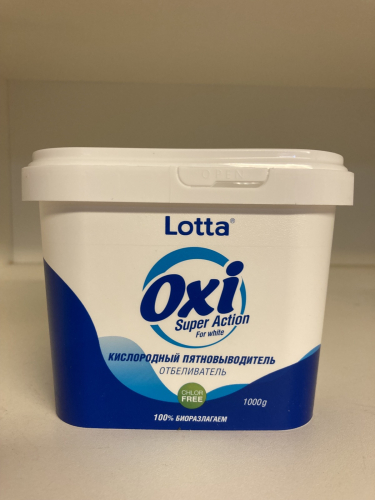 Lotta®
Oxi
Super Action
For white
КИСЛОРОДНЫЙ ПЯТНОВЫВОДИТЕЛЬ
ОТБЕЛИВАТЕЛЬ
CHLOR
FREE
1000g
100% БИОРАЗЛАГАЕМ